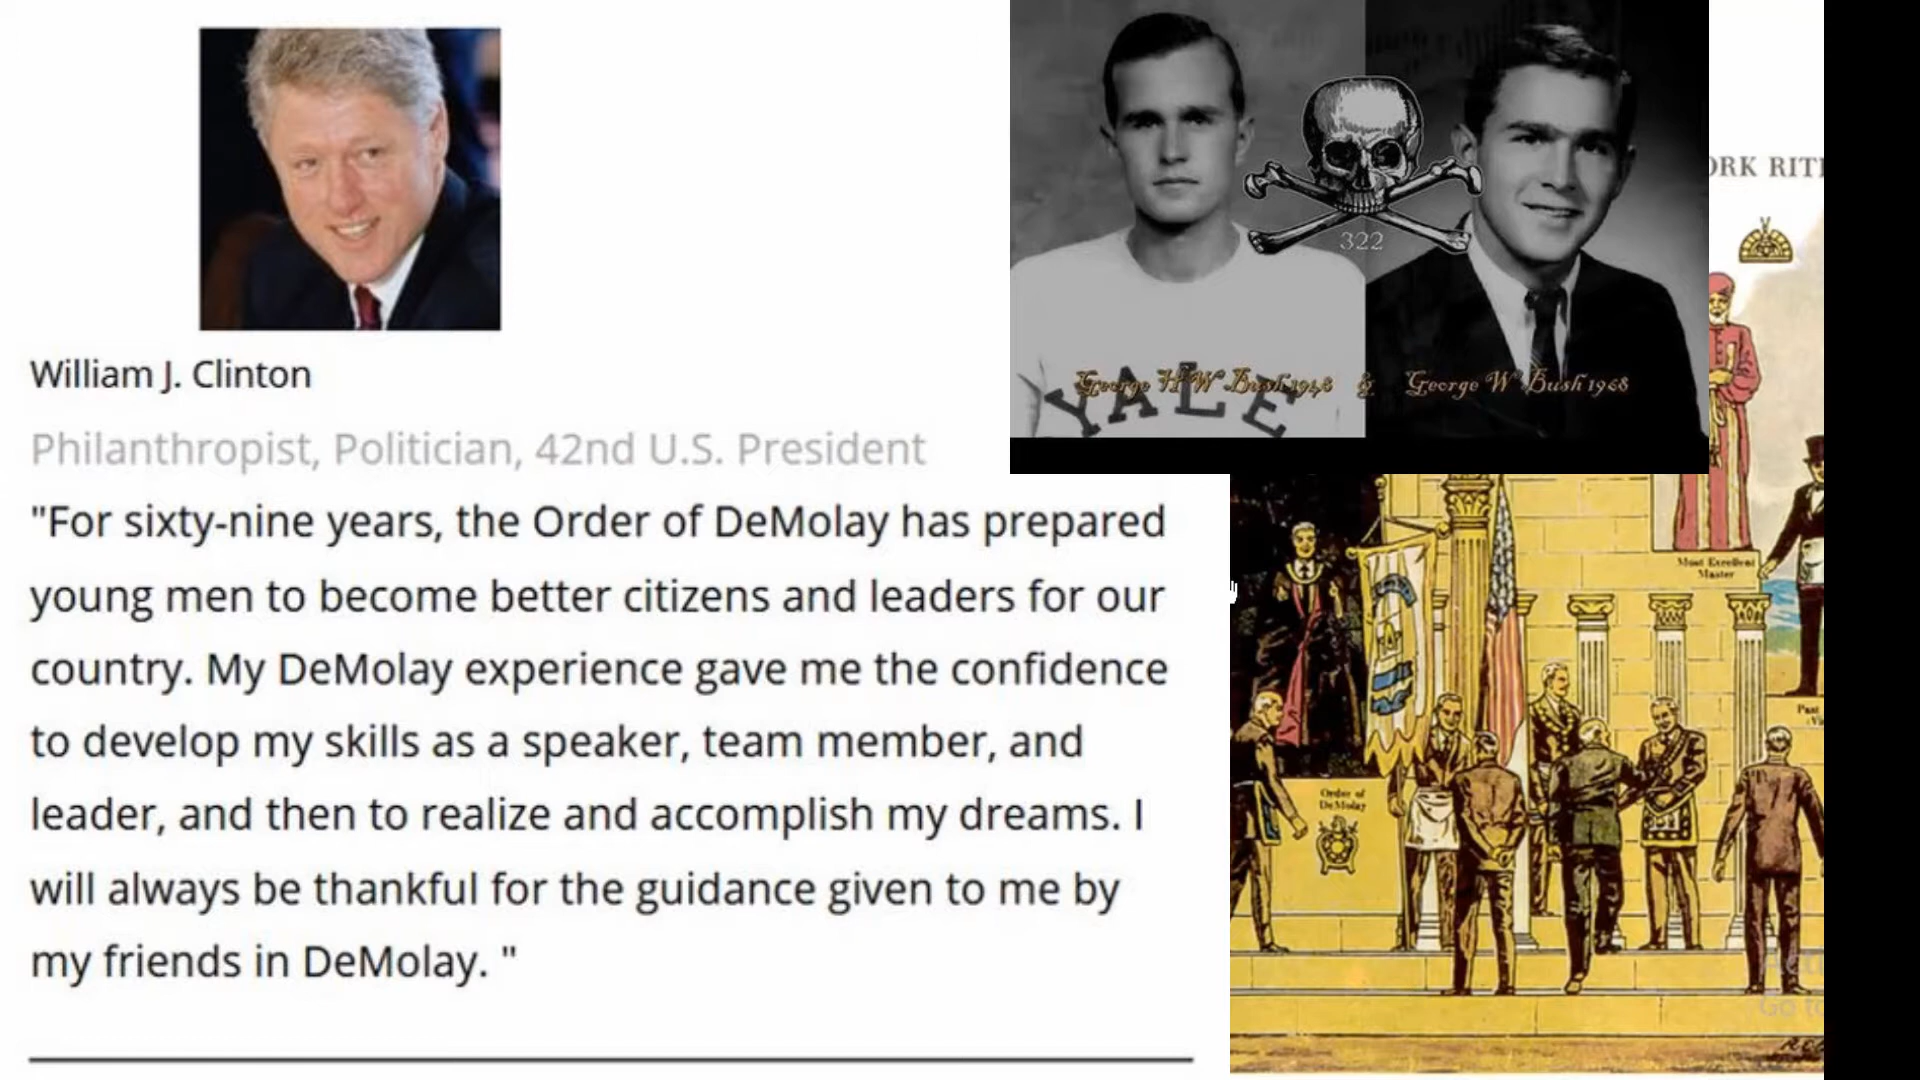 William J. Clinton
Philanthropist, Politician, 42nd U.S. President
"For sixty-nine years, the Order of DeMolay has prepared
young men to become better citizens and leaders for our
country. My DeMolay experience gave me the confidence
to develop my skills as a speaker, team member, and
leader, and then to realize and accomplish my dreams. I
will always be thankful for the guidance given to me by
my friends in DeMolay. "
322
George H W Bush 1948 & George W Bush 1968
YALE
ORK RIT
Most Excellent
Master
Past
Order of
DeMolay
Acti
Go to